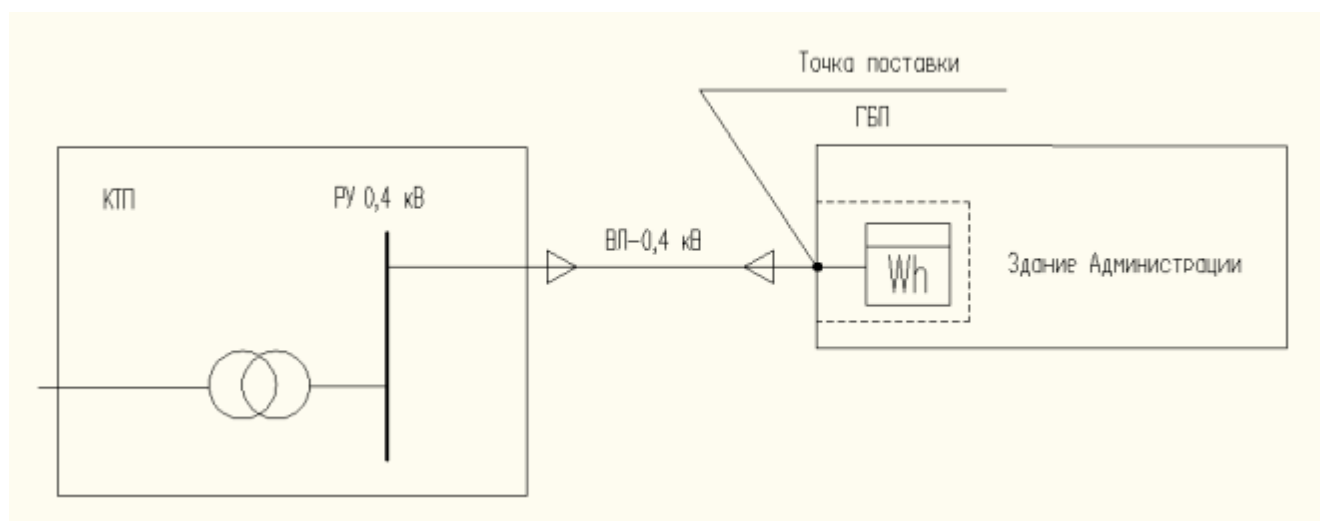 Точка поставки
ГБП
КТП
РУ 0,4 кВ
ВЛ-0,4 кВ
Wh
Здание Администрации